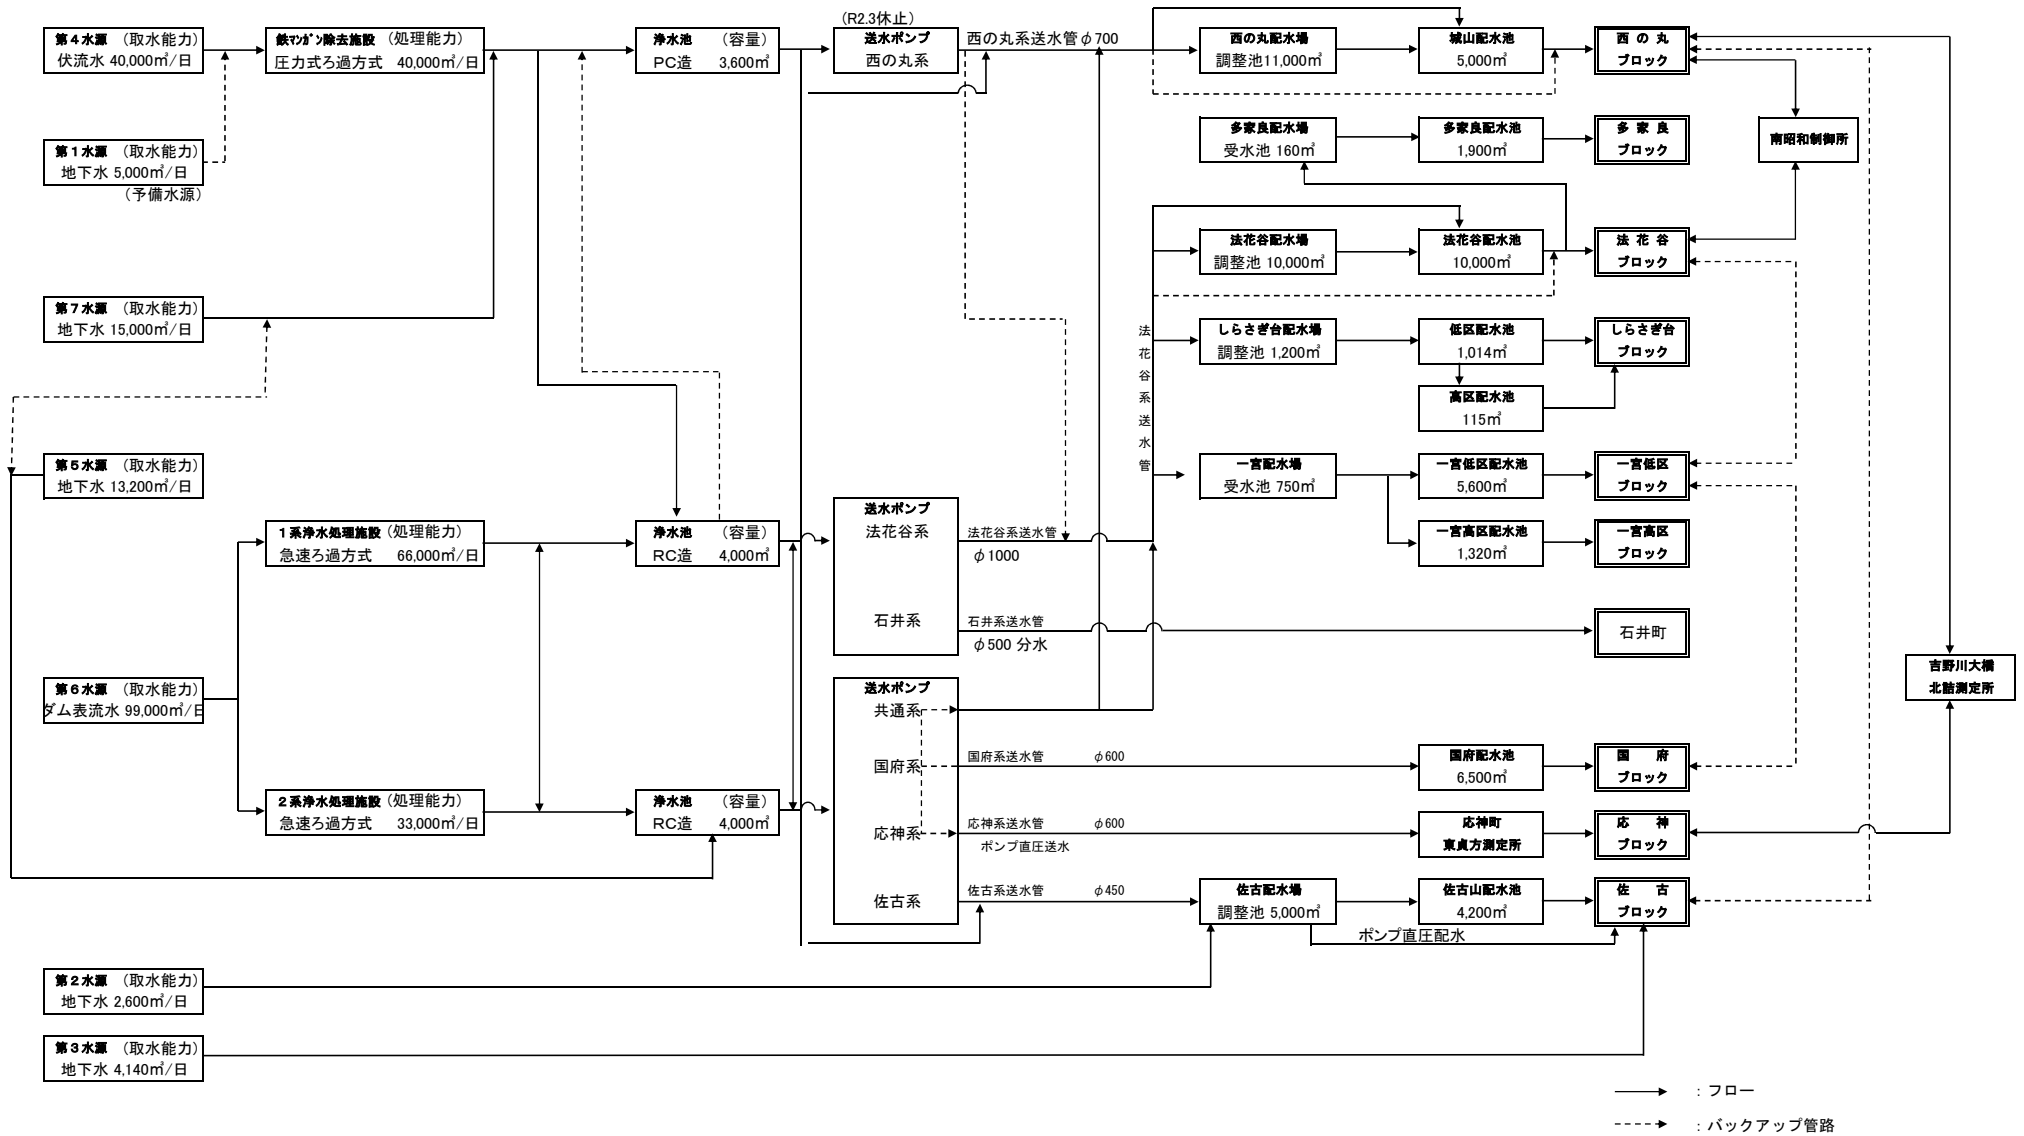 (R2.3休止)
第4水源 (取水能力)
伏流水 40,000㎥/日
鉄ﾏﾝｶﾞﾝ除去施設 (処理能力)
圧力式ろ過方式 40,000㎥/日
浄水池 (容量)
PC造 3,600㎥
送水ポンプ
西の丸系
西の丸系送水管φ700
西の丸配水場
調整池11,000㎥
城山配水池
5,000㎥
西の丸
ブロック
第1水源 (取水能力)
地下水 5,000㎥/日
(予備水源)
多家良配水場
受水池 160㎥
多家良配水池
1,900㎥
多家良
ブロック
南昭和制御所
法花谷配水場
調整池 10,000㎥
法花谷配水池
10,000㎥
法花谷
ブロック
第7水源 (取水能力)
地下水 15,000㎥/日
法花谷系送水管
しらさぎ台配水場
調整池 1,200㎥
低区配水池
1,014㎥
しらさぎ台
ブロック
高区配水池
115㎥
第5水源 (取水能力)
地下水 13,200㎥/日
一宮配水場
受水池 750㎥
一宮低区配水池
5,600㎥
一宮低区
ブロック
1系浄水処理施設 (処理能力)
急速ろ過方式 66,000㎥/日
浄水池 (容量)
RC造 4,000㎥
送水ポンプ
法花谷系
石井系
法花谷系送水管
φ1000
一宮高区配水池
1,320㎥
一宮高区
ブロック
石井系送水管
φ500 分水
石井町
第6水源 (取水能力)
ダム表流水 99,000㎥/日
送水ポンプ
共通系
国府系
応神系
佐古系
吉野川大橋
北詰測定所
国府系送水管 φ600
国府配水池
6,500㎥
国府
ブロック
2系浄水処理施設 (処理能力)
急速ろ過方式 33,000㎥/日
浄水池 (容量)
RC造 4,000㎥
応神系送水管 φ600
ポンプ直圧送水
応神町
東貞方測定所
応神
ブロック
佐古系送水管 φ450
佐古配水場
調整池 5,000㎥
佐古山配水池
4,200㎥
佐古
ブロック
ポンプ直圧配水
第2水源 (取水能力)
地下水 2,600㎥/日
第3水源 (取水能力)
地下水 4,140㎥/日
：フロー
：バックアップ管路